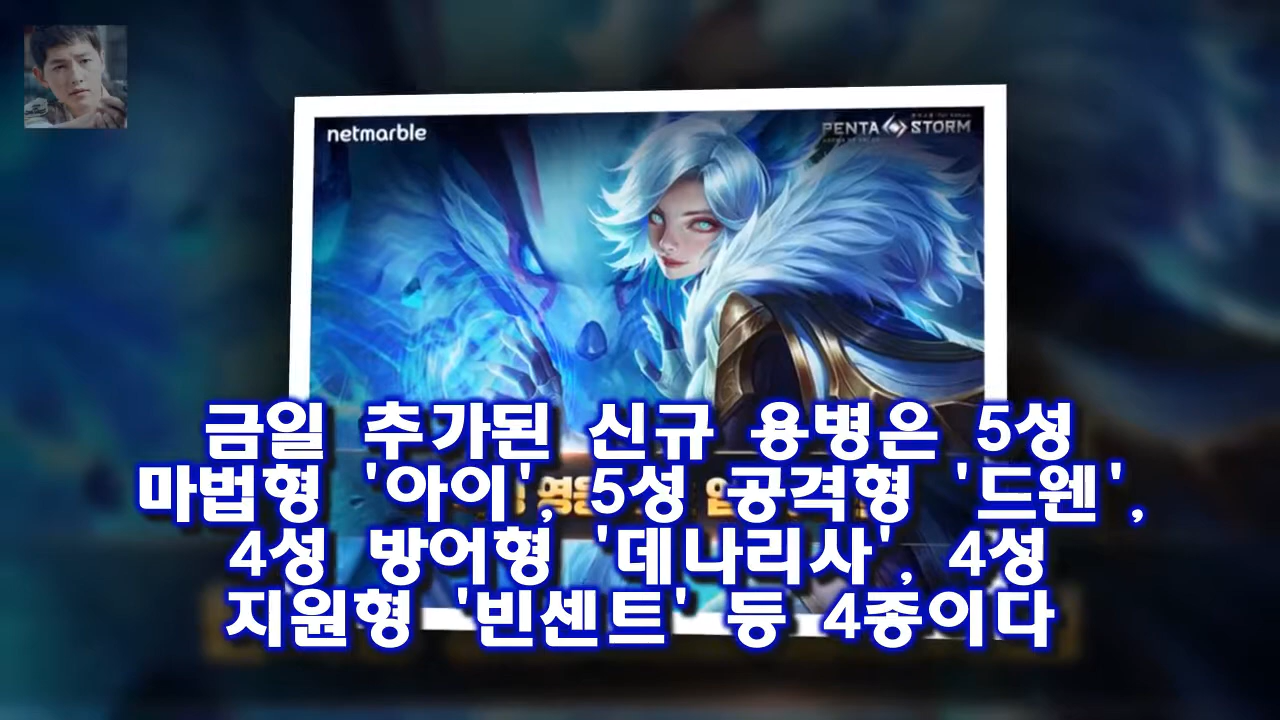 netmarble
PENTA STORM
금일 추가된 신규 용병은 5성
마법형 '아이', 5성 공격형 '드웬',
4성 방어형 '데나리사', 4성
지원형 '빈센트' 등 4종이다